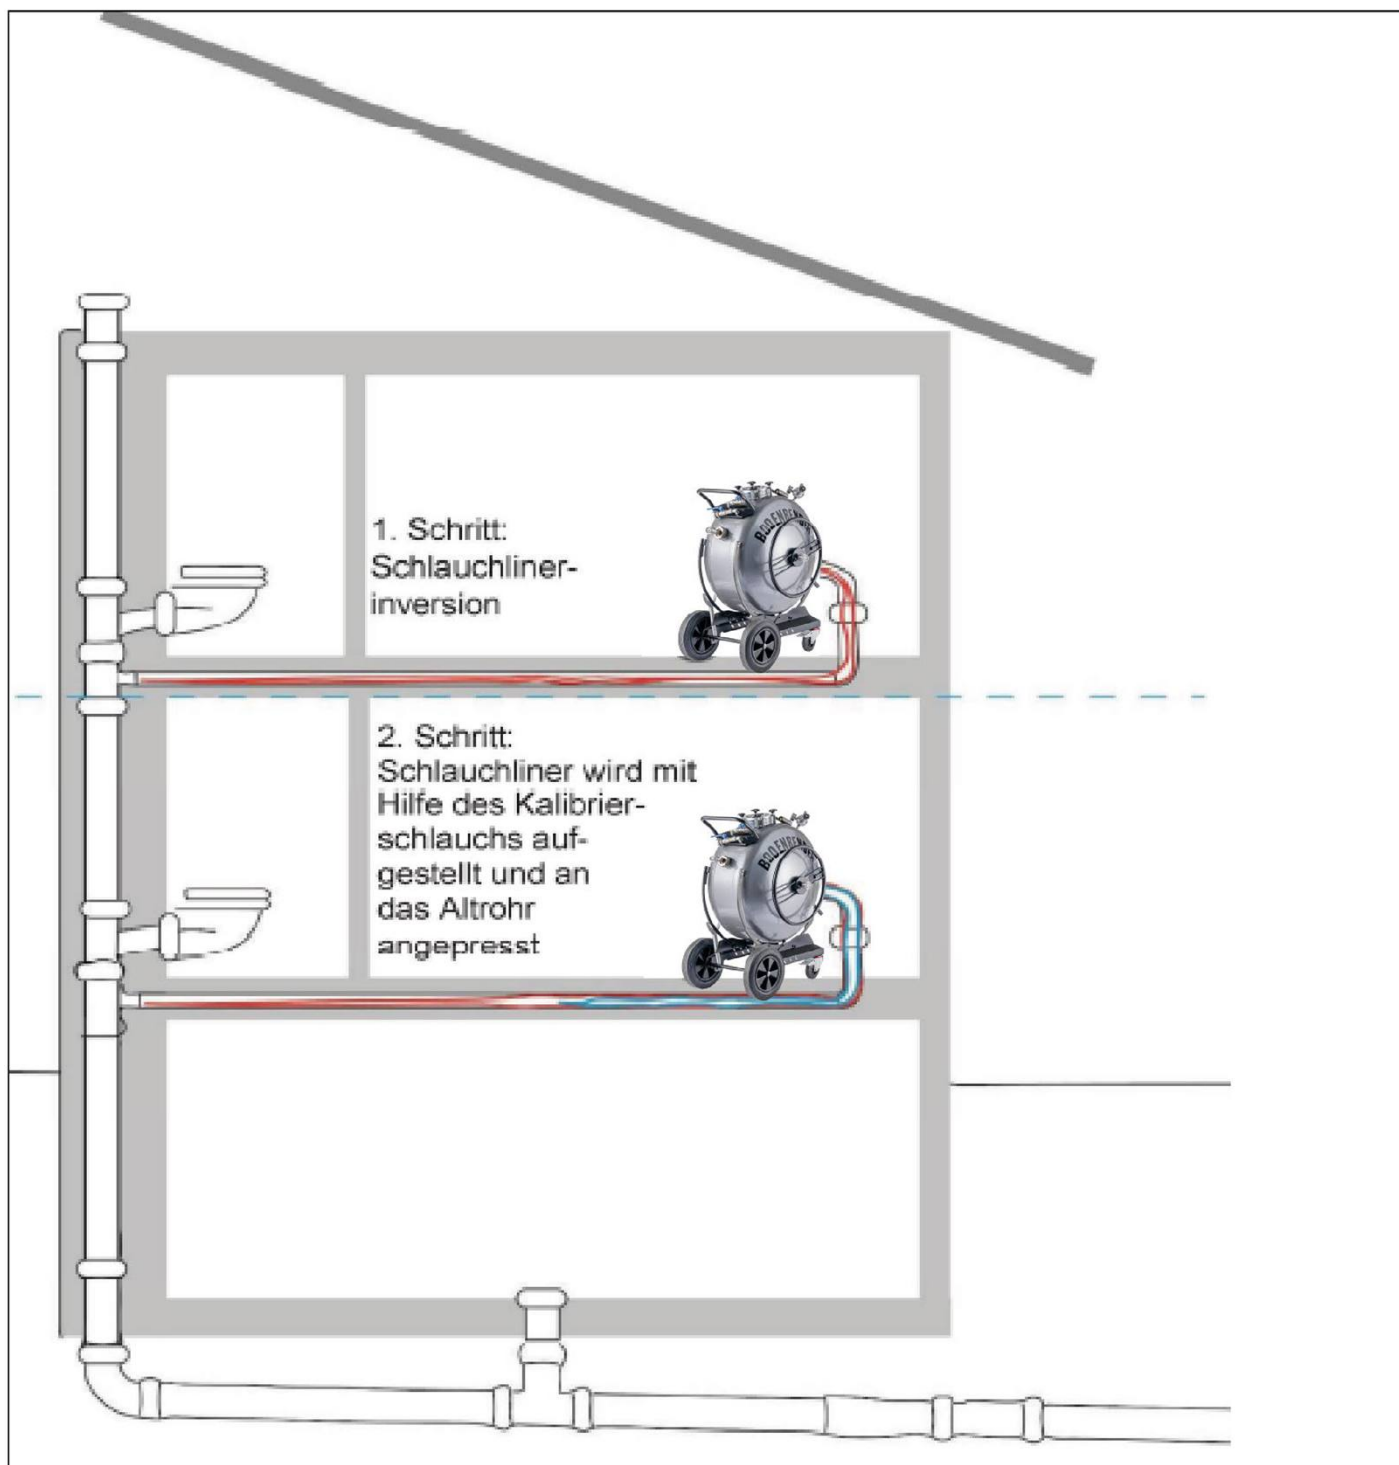 1. Schritt:
Schlauchliner-
inversion
2. Schritt:
Schlauchliner wird mit
Hilfe des Kalibrier-
schlauchs auf-
gestellt und an
das Altrohr
angepresst